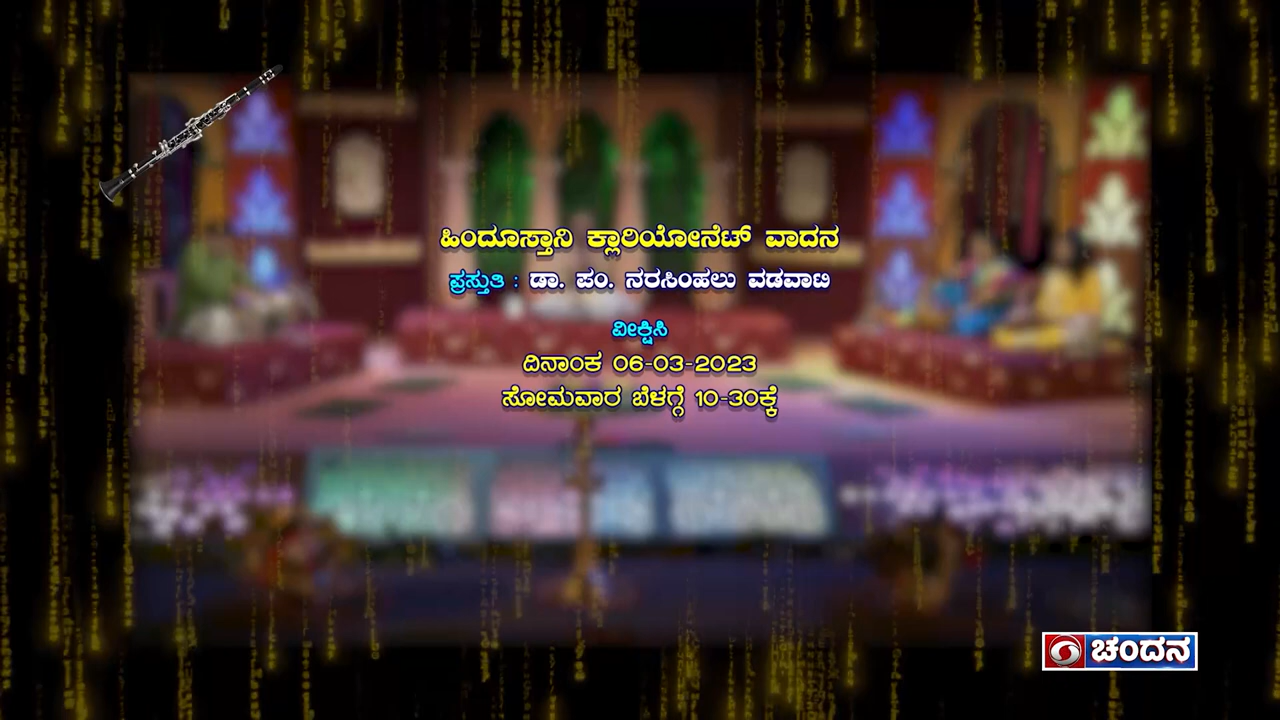 ಹಿಂದೂಸ್ತಾನಿ ಕ್ಲಾರಿಯೋನೆಟ್ ವಾದನ
ಪ್ರಸ್ತುತಿ : ಡಾ. ಪಂ. ನರಸಿಂಹಲು ವಡವಾಟಿ
ವೀಕ್ಷಿಸಿ
ದಿನಾಂಕ 06-03-2023
ಸೋಮವಾರ ಬೆಳಗ್ಗೆ 10-30ಕ್ಕೆ
ಚಂದನ